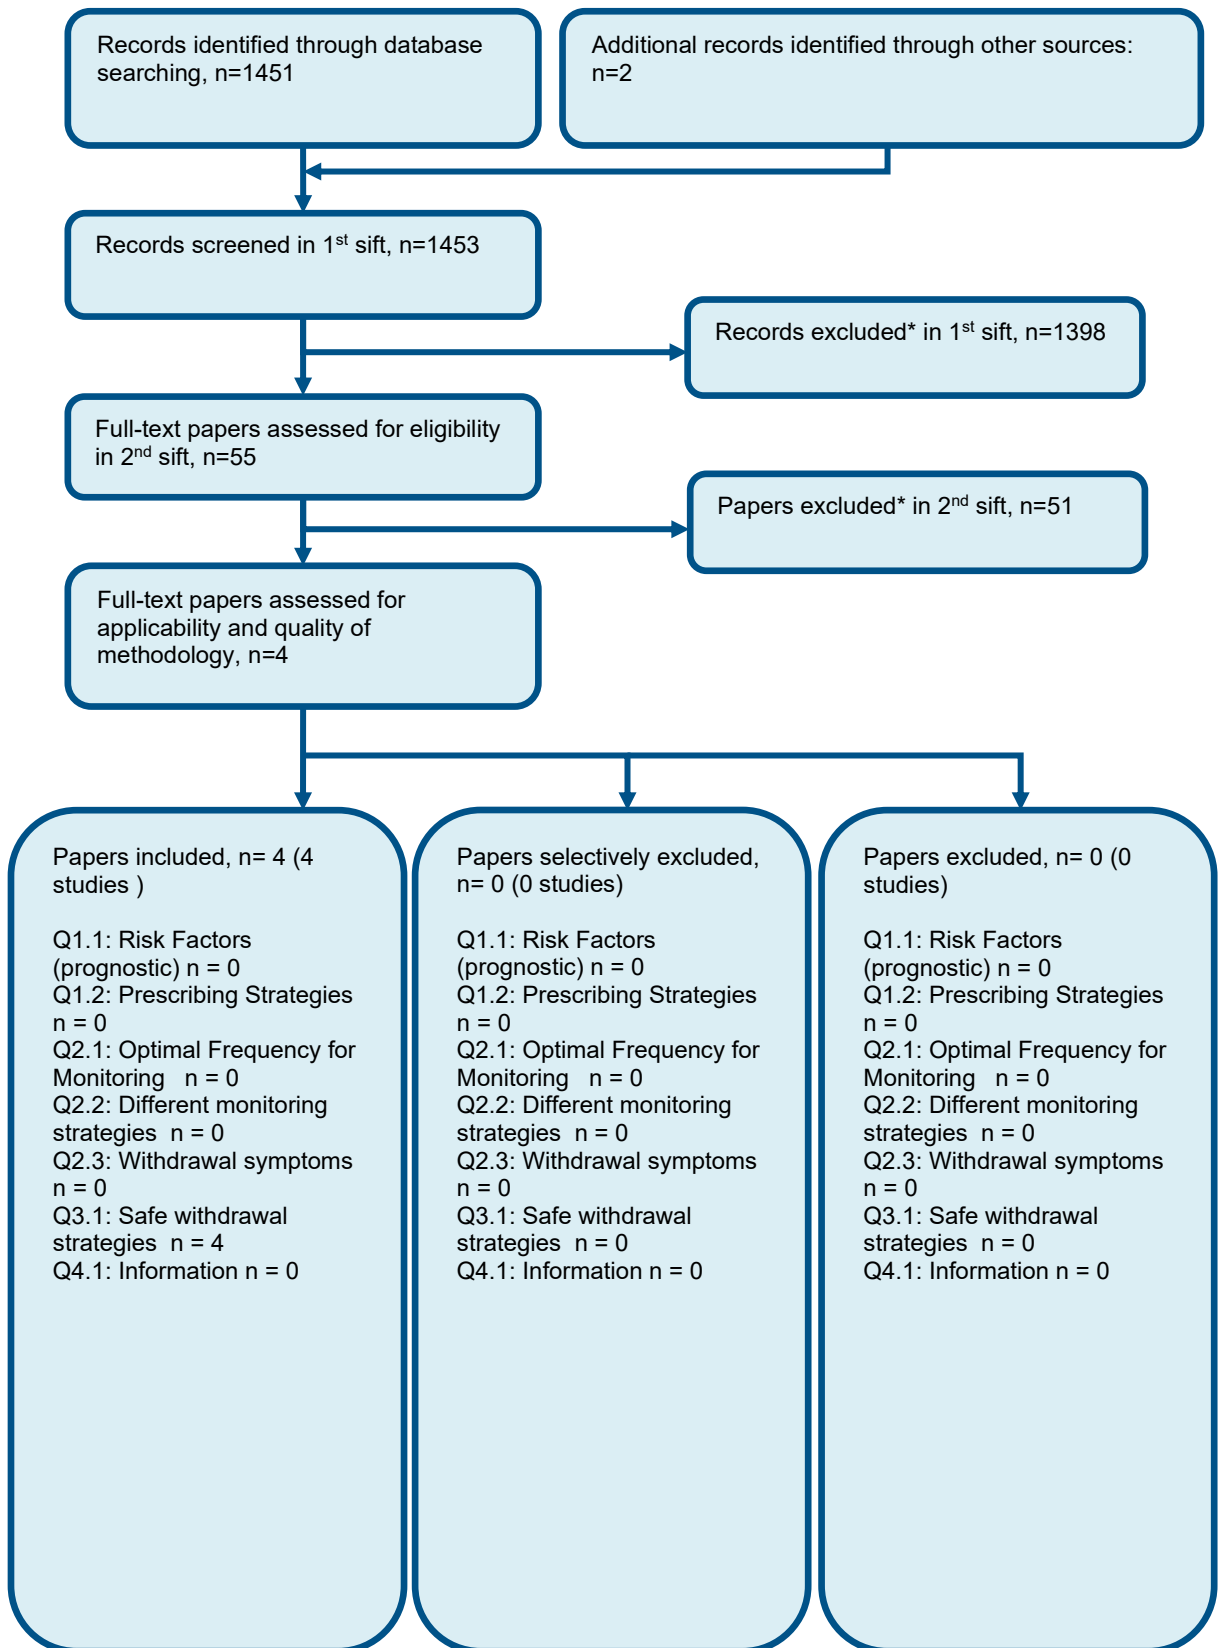 Records identified through database
searching, n=1451
Additional records identified through other sources:
n=2
Records screened in 1st sift, n=1453
Records excluded* in 1st sift, n=1398
Full-text papers assessed for eligibility
in 2nd sift, n=55
Papers excluded* in 2nd sift, n=51
Full-text papers assessed for
applicability and quality of
methodology, n=4
Papers included, n= 4 (4
studies )
Q1.1: Risk Factors
(prognostic) n = 0
Q1.2: Prescribing Strategies
n = 0
Q2.1: Optimal Frequency for
Monitoring   n = 0
Q2.2: Different monitoring
strategies  n = 0
Q2.3: Withdrawal symptoms
n = 0
Q3.1: Safe withdrawal
strategies  n = 4
Q4.1: Information n = 0
Papers selectively excluded,
n= 0 (0 studies)
Q1.1: Risk Factors
(prognostic) n = 0
Q1.2: Prescribing Strategies
n = 0
Q2.1: Optimal Frequency for
Monitoring   n = 0
Q2.2: Different monitoring
strategies  n = 0
Q2.3: Withdrawal symptoms
n = 0
Q3.1: Safe withdrawal
strategies  n = 0
Q4.1: Information n = 0
Papers excluded, n= 0 (0
studies)
Q1.1: Risk Factors
(prognostic) n = 0
Q1.2: Prescribing Strategies
n = 0
Q2.1: Optimal Frequency for
Monitoring   n = 0
Q2.2: Different monitoring
strategies  n = 0
Q2.3: Withdrawal symptoms
n = 0
Q3.1: Safe withdrawal
strategies  n = 0
Q4.1: Information n = 0